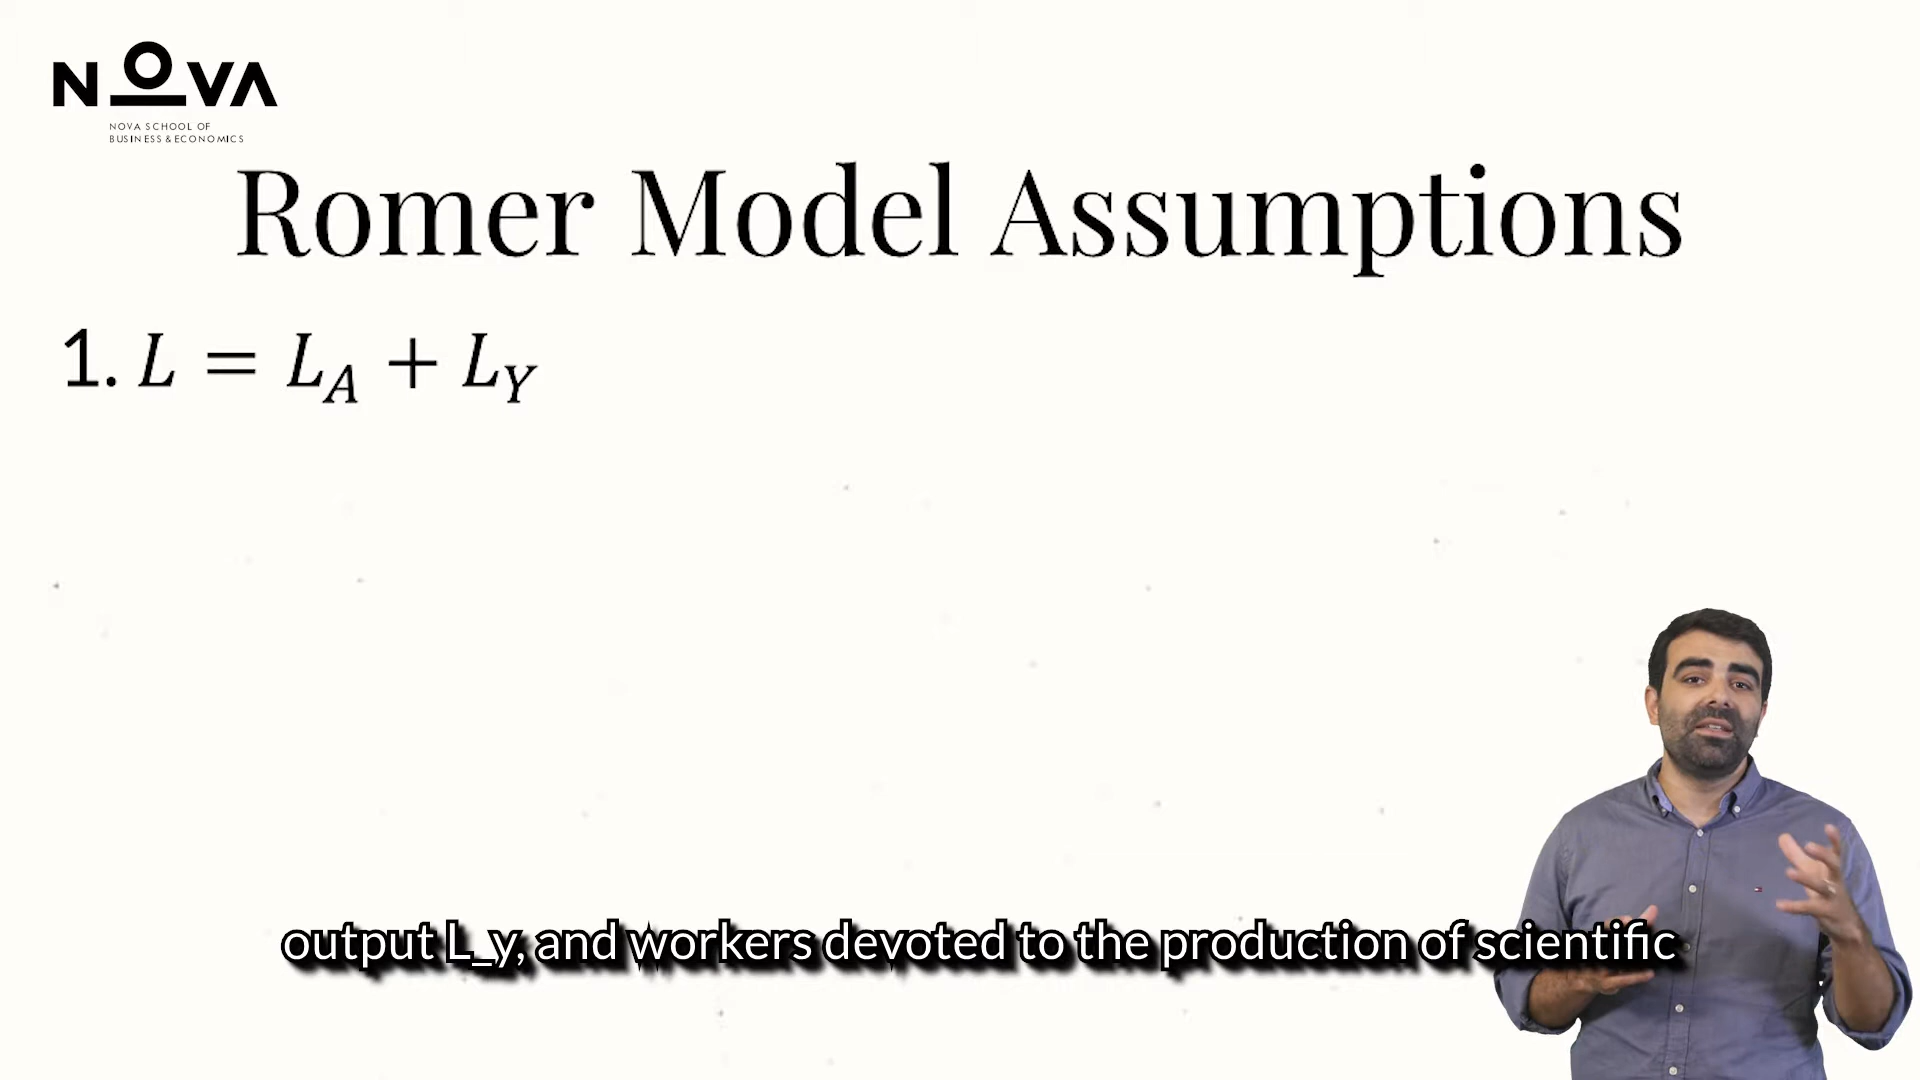 NOVA
NOVA SCHOOL OF
BUSINESS & ECONOMICS
Romer Model Assumptions
1. L = L_A + L_Y
output L_y, and workers devoted to the production of scientific